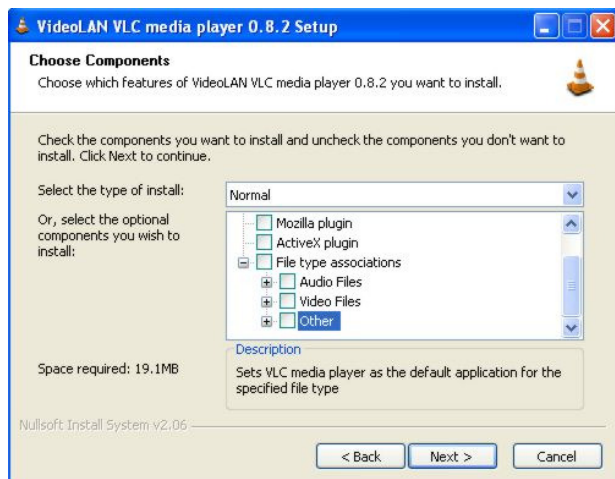 VideoLAN VLC media player 0.8.2 Setup
Choose Components
Choose which features of VideoLAN VLC media player 0.8.2 you want to install.
Check the components you want to install and uncheck the components you don't want to
install. Click Next to continue.
Select the type of install:
Normal
Or, select the optional
components you wish to
install:
Mozilla plugin
ActiveX plugin
File type associations
Audio Files
Video Files
Other
Space required: 19.1MB
Description
Sets VLC media player as the default application for the
specified file type
Nullsoft Install System v2.06
< Back
Next >
Cancel